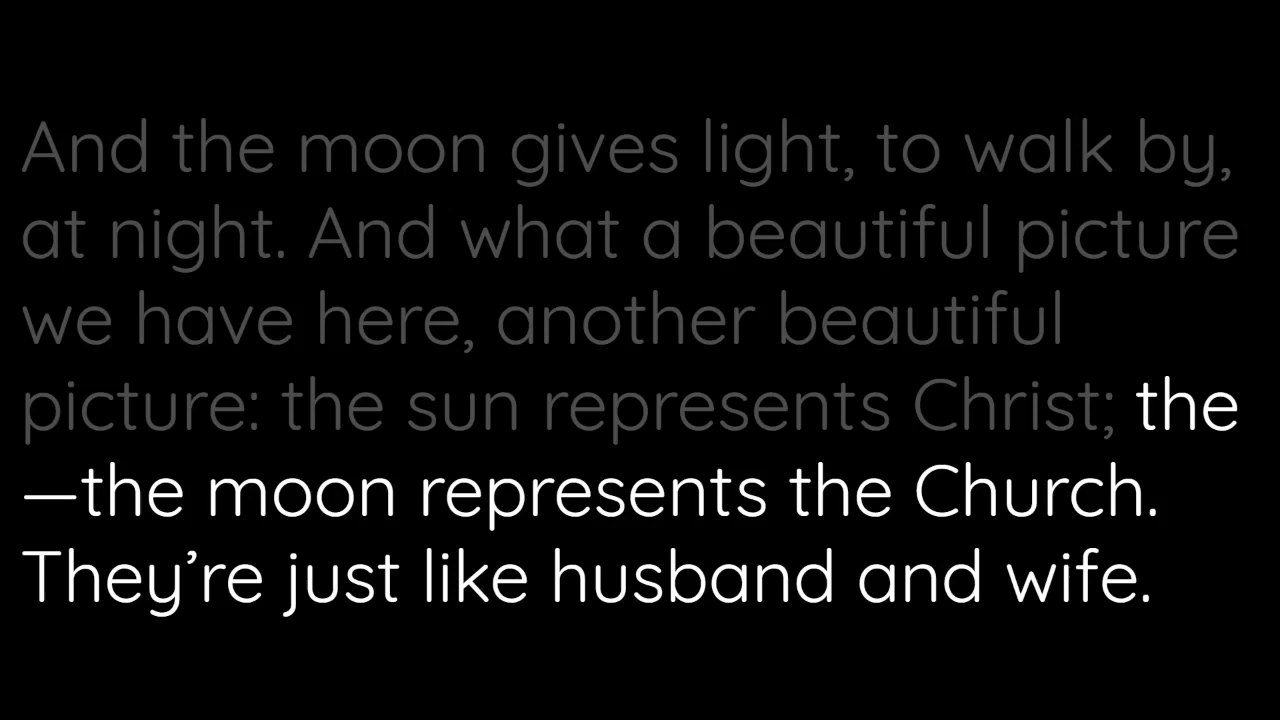 And the moon gives light, to walk by,
at night. And what a beautiful picture
we have here, another beautiful
picture: the sun represents Christ; the
—the moon represents the Church.
They’re just like husband and wife.